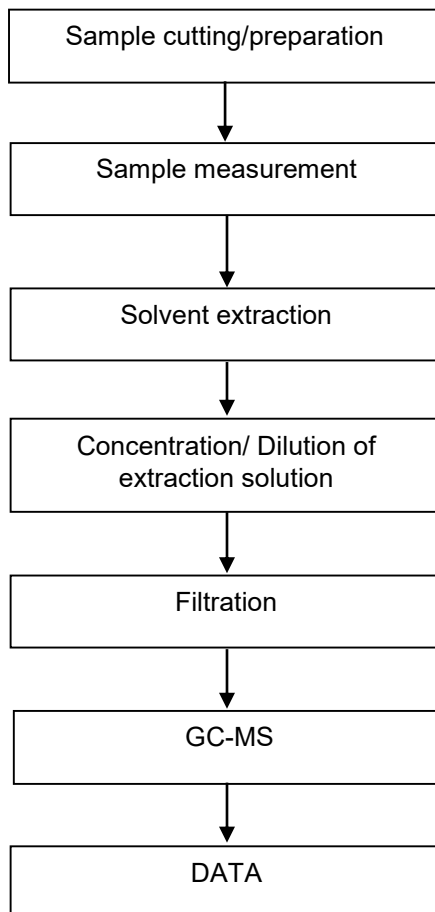 Sample cutting/preparation
Sample measurement
Solvent extraction
Concentration/ Dilution of
extraction solution
Filtration
GC-MS
DATA